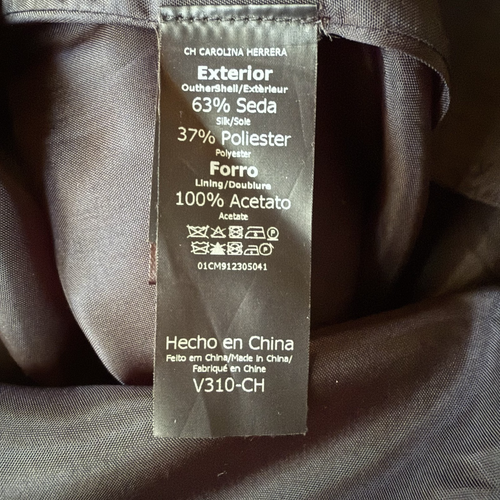 CH CAROLINA HERRERA
Exterior
OutherShell/Extèrieur
63% Seda
Silk/Soie
37% Poliester
Polyester
Forro
Lining/Doublure
100% Acetato
Acetate
01CM912305041
Hecho en China
Feito em China/Made in China/
Fabriqué en Chine
V310-CH